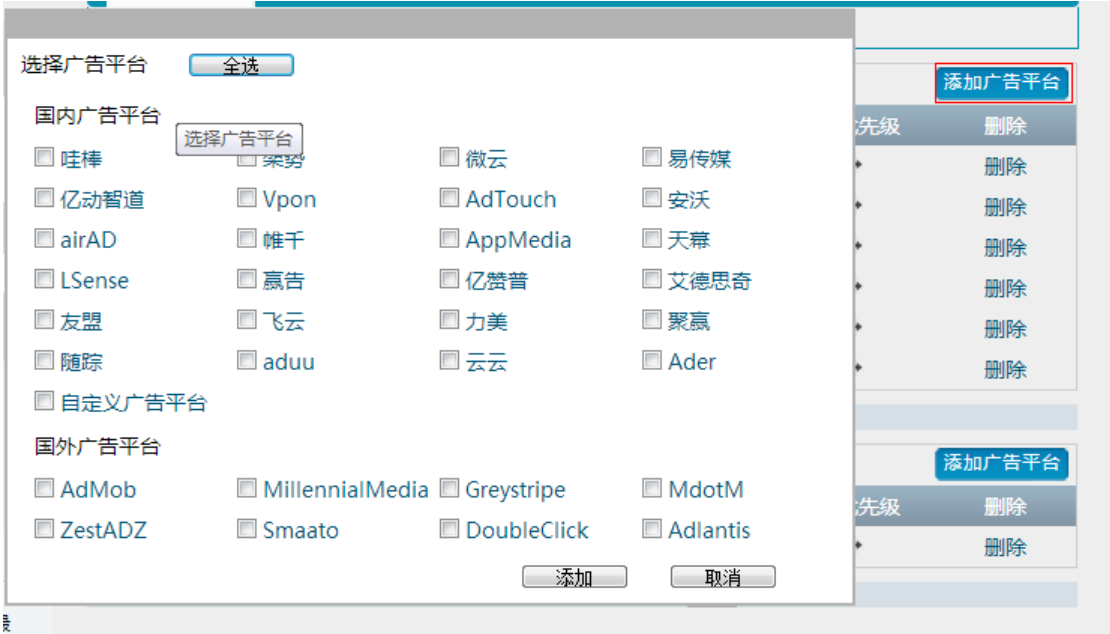 选择广告平台 全选
添加广告平台
国内广告平台
选择广告平台
先级 删除
哇棒 架势 微云 易传媒
删除
亿动智道 Vpon AdTouch 安沃
删除
airAD 帷千 AppMedia 天幕
删除
LSense 赢告 亿赞普 艾德思奇
删除
友盟 飞云 力美 聚赢
删除
随踪 aduu 云云 Ader
删除
自定义广告平台
国外广告平台
添加广告平台
AdMob MillennialMedia Greystripe MdotM
先级 删除
ZestADZ Smaato DoubleClick Adlantis
删除
添加 取消